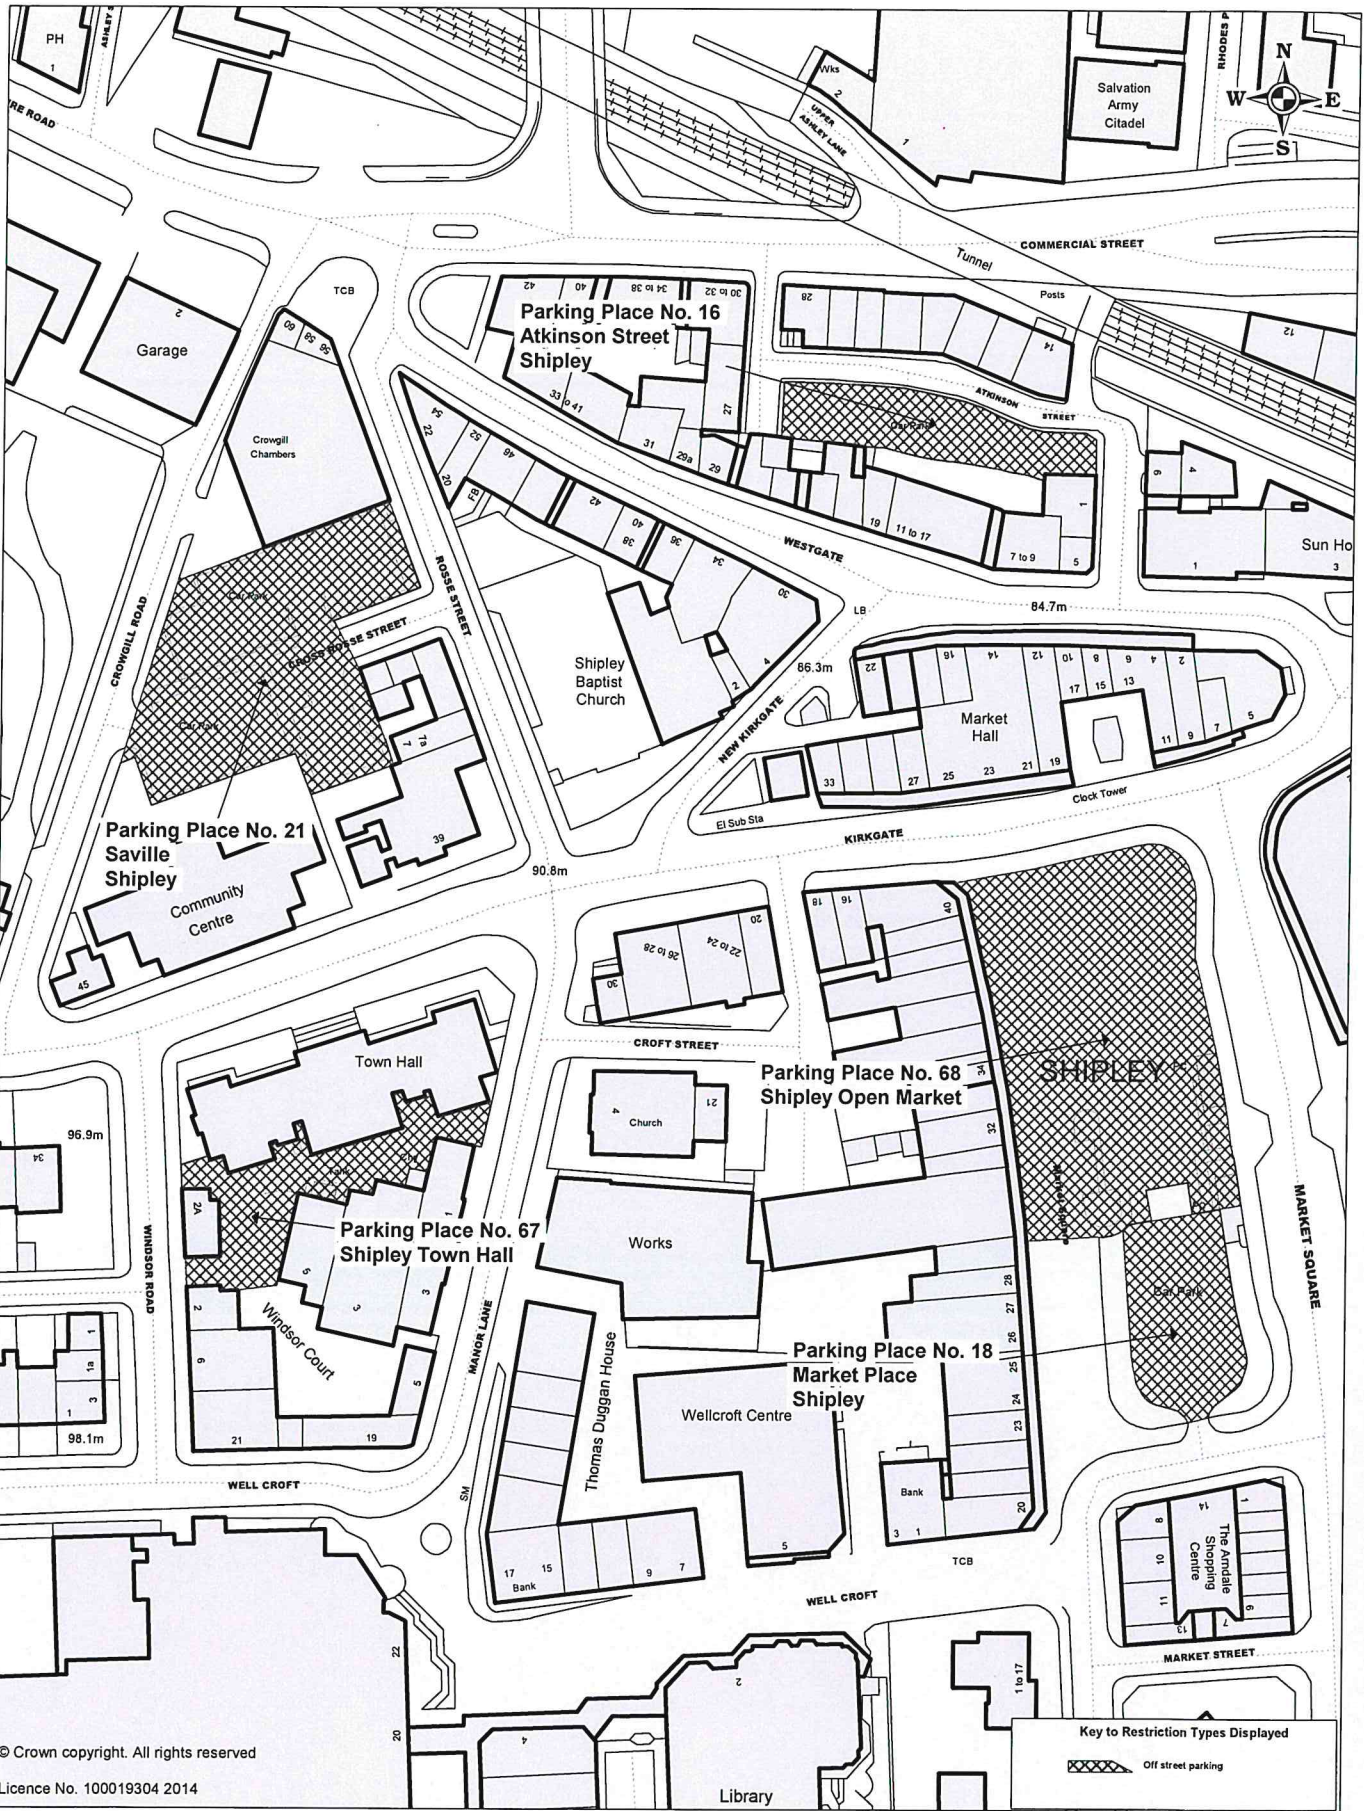 PH
1
ASHLEY S
RE ROAD
Wks
2
UPPER
ASHLEY LANE
1
Salvation
Army
Citadel
RHODES P
N
W
E
S
COMMERCIAL STREET
Tunnel
Posts
TCB
2
Garage
60
58
56
Crowgill
Chambers
42
40
34 to 38
30 to 32
Parking Place No. 16
Atkinson Street
Shipley
28
14
12
ATKINSON
STREET
Car Park
33 to 41
31
29a
29
27
54
22
52
46
20
FB
42
40
38
36
34
30
19
11 to 17
7 to 9
1
5
6
4
Sun Ho
1
3
WESTGATE
84.7m
LB
CROWGILL ROAD
Car Park
ROSSE STREET
CROSS ROSSE STREET
Car Park
Shipley
Baptist
Church
2
4
86.3m
NEW KIRKGATE
22
16
14
12
10
8
6
4
2
17
15
13
Market
Hall
11
9
7
5
33
27
25
23
21
19
Clock Tower
El Sub Sta
KIRKGATE
7
7a
39
Parking Place No. 21
Saville
Shipley
Community
Centre
45
90.8m
18
16
40
20
22 to 24
26 to 28
30
CROFT STREET
Town Hall
Parking Place No. 68
Shipley Open Market
SHIPLEY
34
32
4
Church
21
96.9m
34
Tank
2A
Parking Place No. 67
Shipley Town Hall
1
5
3
3
Works
Market Square
MARKET SQUARE
WINDSOR ROAD
2
6
Windsor Court
5
21
19
MANOR LANE
Thomas Duggan House
28
27
26
25
24
23
20
Car Park
Parking Place No. 18
Market Place
Shipley
Wellcroft Centre
1
1a
3
1
98.1m
WELL CROFT
SM
Bank
3
1
17
15
9
7
Bank
5
TCB
WELL CROFT
14
1
8
10
11
13
7
6
The Arndale
Shopping
Centre
MARKET STREET
22
20
2
4
1 to 17
Library
Key to Restriction Types Displayed
Off street parking
© Crown copyright. All rights reserved
Licence No. 100019304 2014